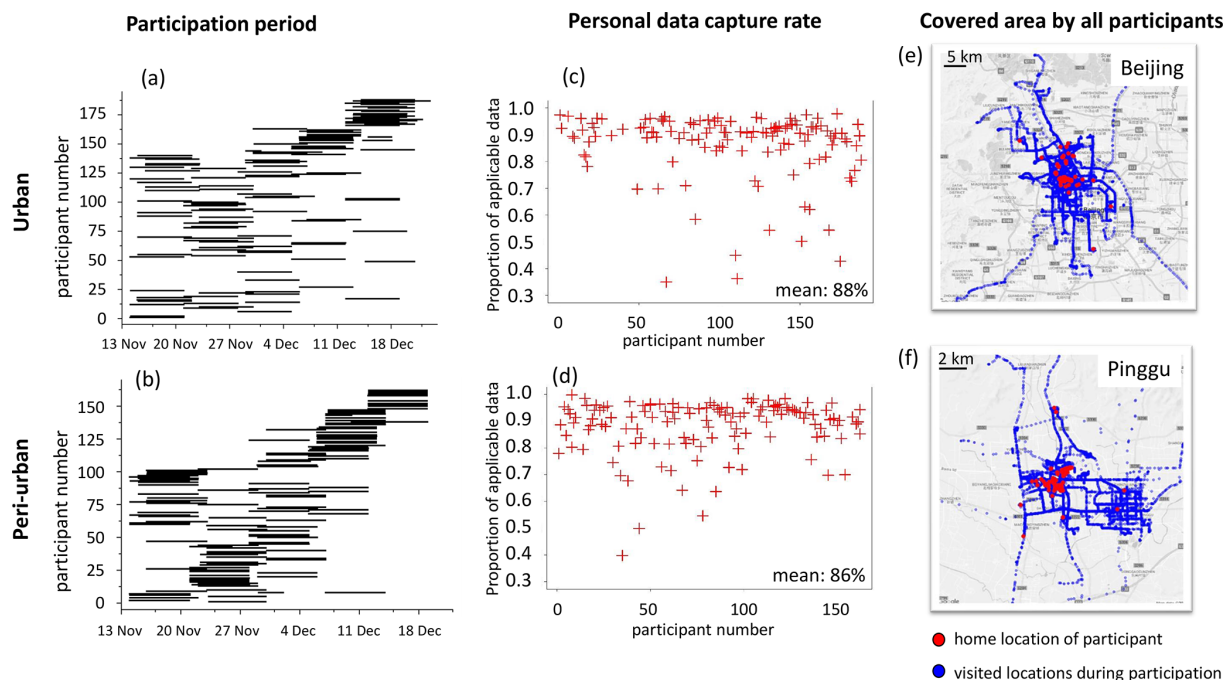 Participation period
Personal data capture rate
Covered area by all participants
Urban
(a)
participant number
175
150
125
100
75
50
25
0
13 Nov 20 Nov 27 Nov 4 Dec 11 Dec 18 Dec
(c)
Proportion of applicable data
1.0
0.9
0.8
0.7
0.6
0.5
0.4
0.3
mean: 88%
0 50 100 150
participant number
(e)
5 km
Beijing
Peri-urban
(b)
participant number
150
125
100
75
50
25
0
13 Nov 20 Nov 27 Nov 4 Dec 11 Dec 18 Dec
(d)
Proportion of applicable data
1.0
0.9
0.8
0.7
0.6
0.5
0.4
0.3
mean: 86%
0 50 100 150
participant number
(f)
2 km
Pinggu
home location of participant
visited locations during participation